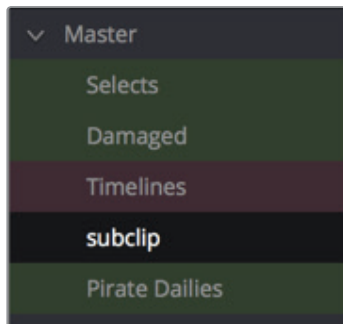 Master
Selects
Damaged
Timelines
subclip
Pirate Dailies